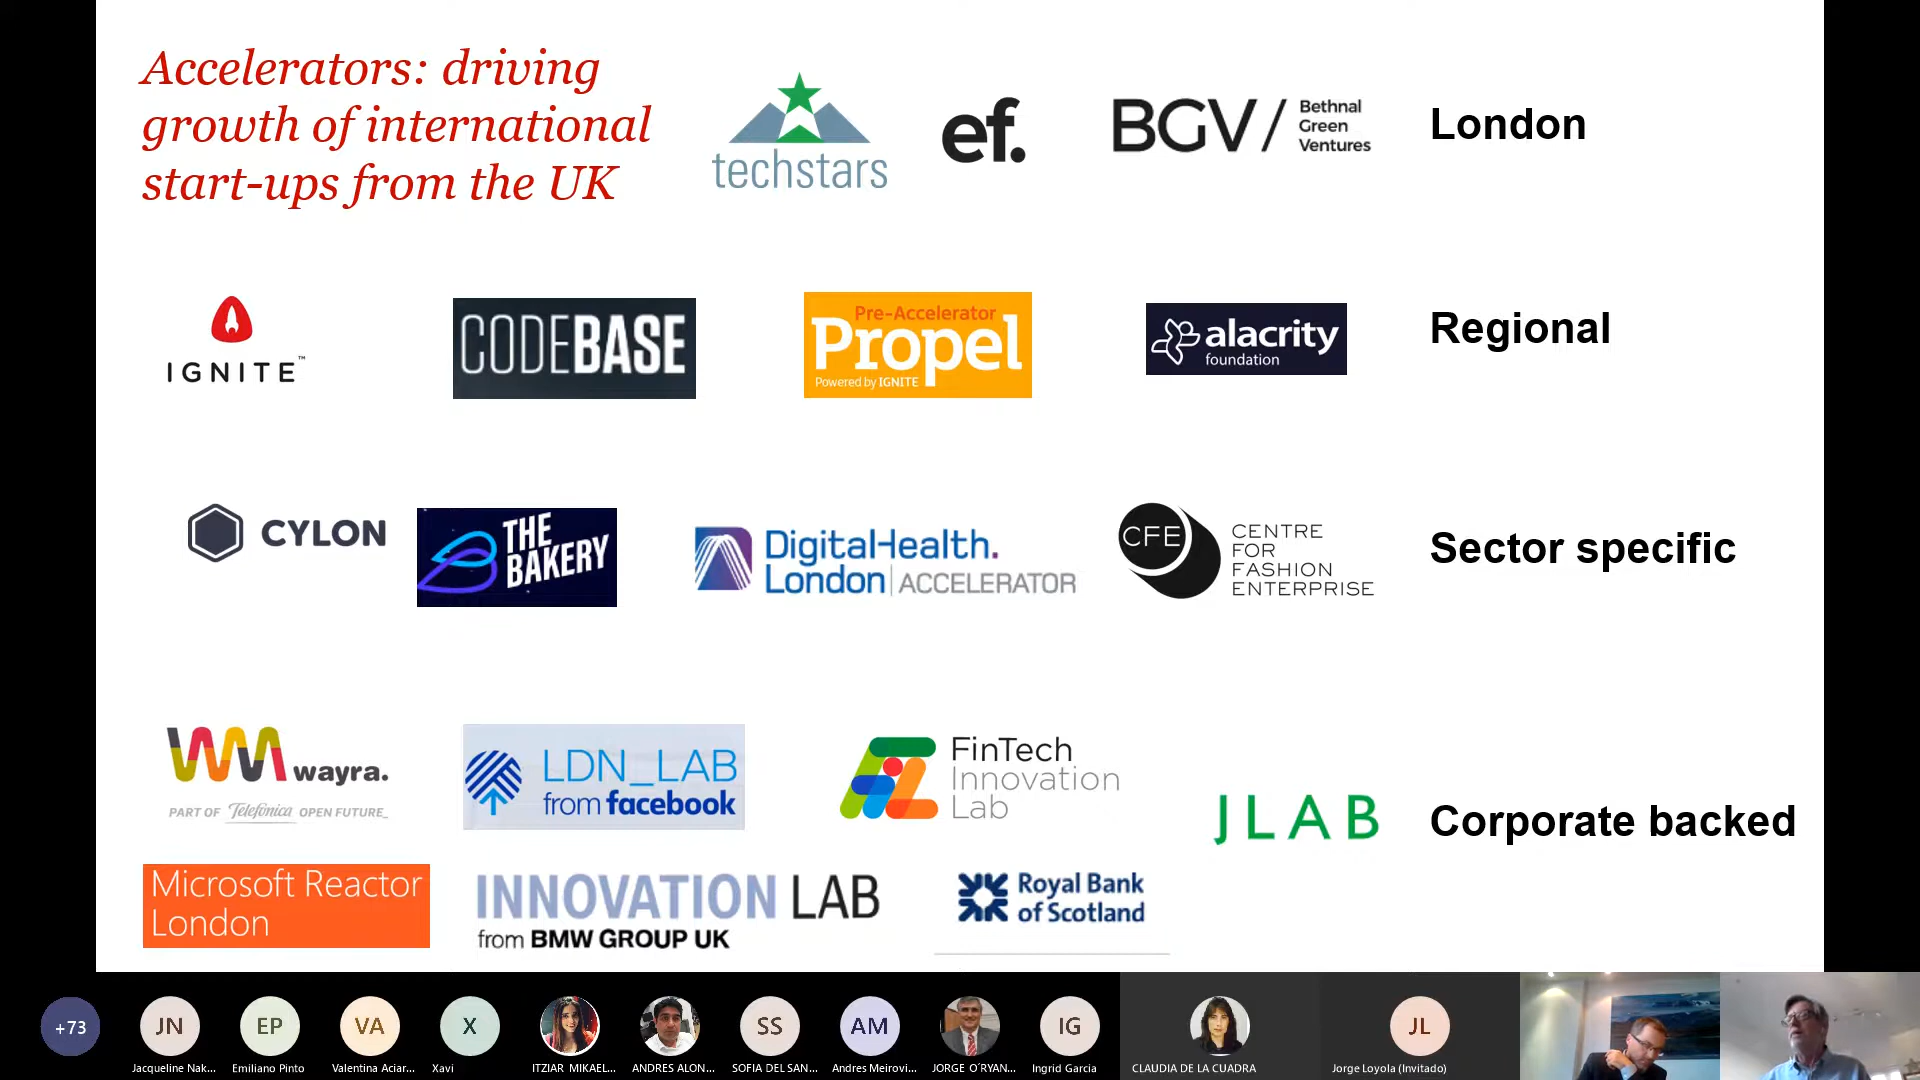 Accelerators: driving
growth of international
start-ups from the UK
techstars
ef.
BGV/
Bethnal
Green
Ventures
London
IGNITE™
CODEBASE
Pre-Accelerator
Propel
Powered by IGNITE
alacrity
foundation
Regional
CYLON
THE
BAKERY
DigitalHealth.
London | ACCELERATOR
CFE
CENTRE
FOR
FASHION
ENTERPRISE
Sector specific
wayra.
PART OF Telefónica OPEN FUTURE_
LDN_LAB
from facebook
FinTech
Innovation
Lab
JLAB
Corporate backed
Microsoft Reactor
London
INNOVATION LAB
from BMW GROUP UK
Royal Bank
of Scotland
+73
JN
EP
VA
X
SS
AM
IG
JL
Jacqueline Nak...
Emiliano Pinto
Valentina Aciar...
Xavi
ITZIAR MIKAEL...
ANDRES ALON...
SOFIA DEL SAN...
Andres Meirovi...
JORGE O´RYAN...
Ingrid Garcia
CLAUDIA DE LA CUADRA
Jorge Loyola (Invitado)